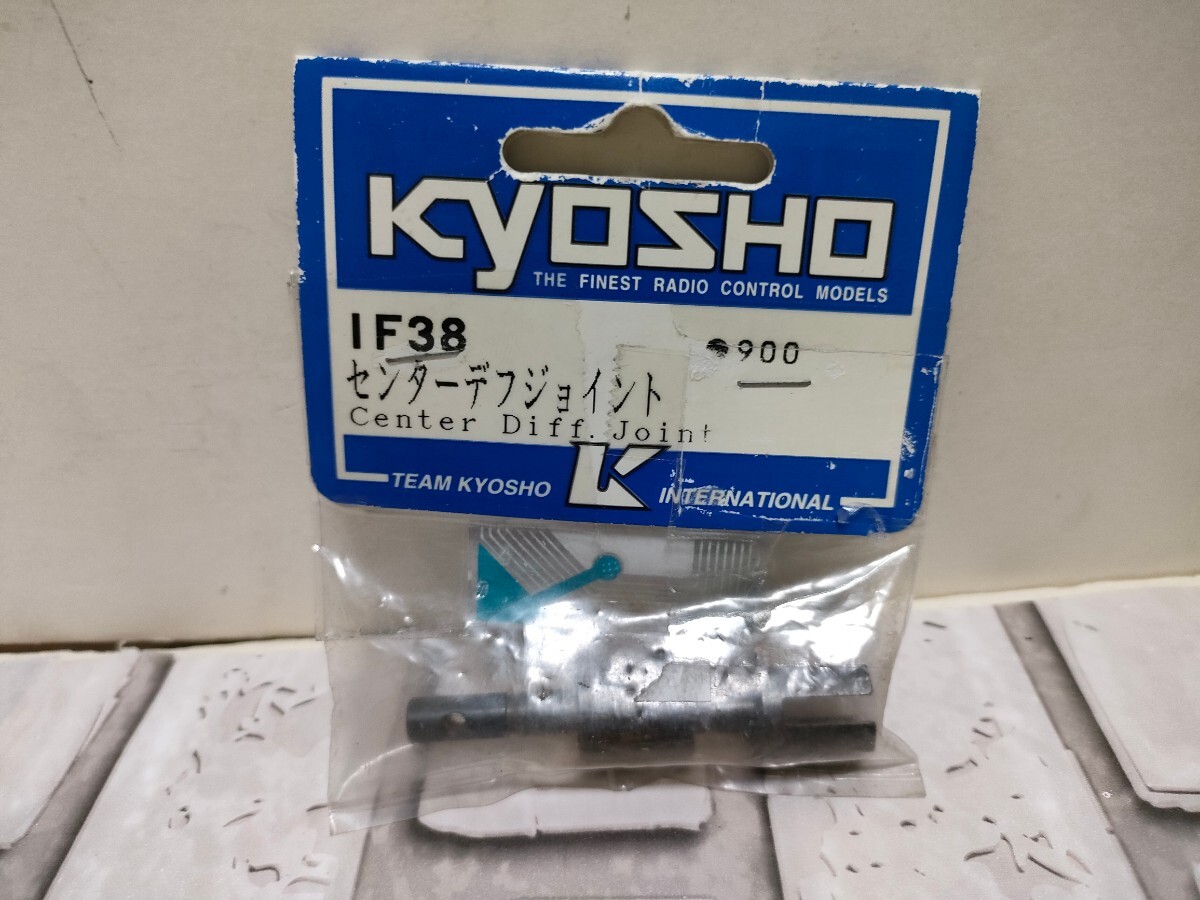 KYOSHO
THE FINEST RADIO CONTROL MODELS
IF38 ●900
センターデフジョイント
Center Diff. Joint
TEAM KYOSHO K INTERNATIONAL